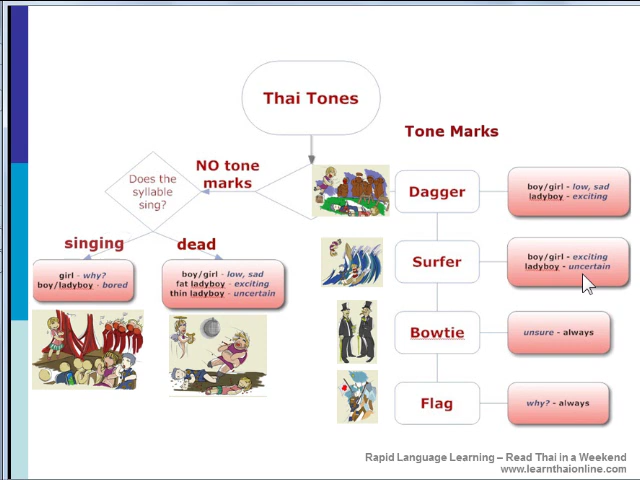 Thai Tones
Tone Marks
NO tone
marks
Does the
syllable
sing?
singing
dead
girl - why?
boy/ladyboy - bored
boy/girl - low, sad
fat ladyboy - exciting
thin ladyboy - uncertain
Dagger
boy/girl - low, sad
ladyboy - exciting
Surfer
boy/girl - exciting
ladyboy - uncertain
Bowtie
unsure - always
Flag
why? - always
Rapid Language Learning – Read Thai in a Weekend
www.learnthaionline.com